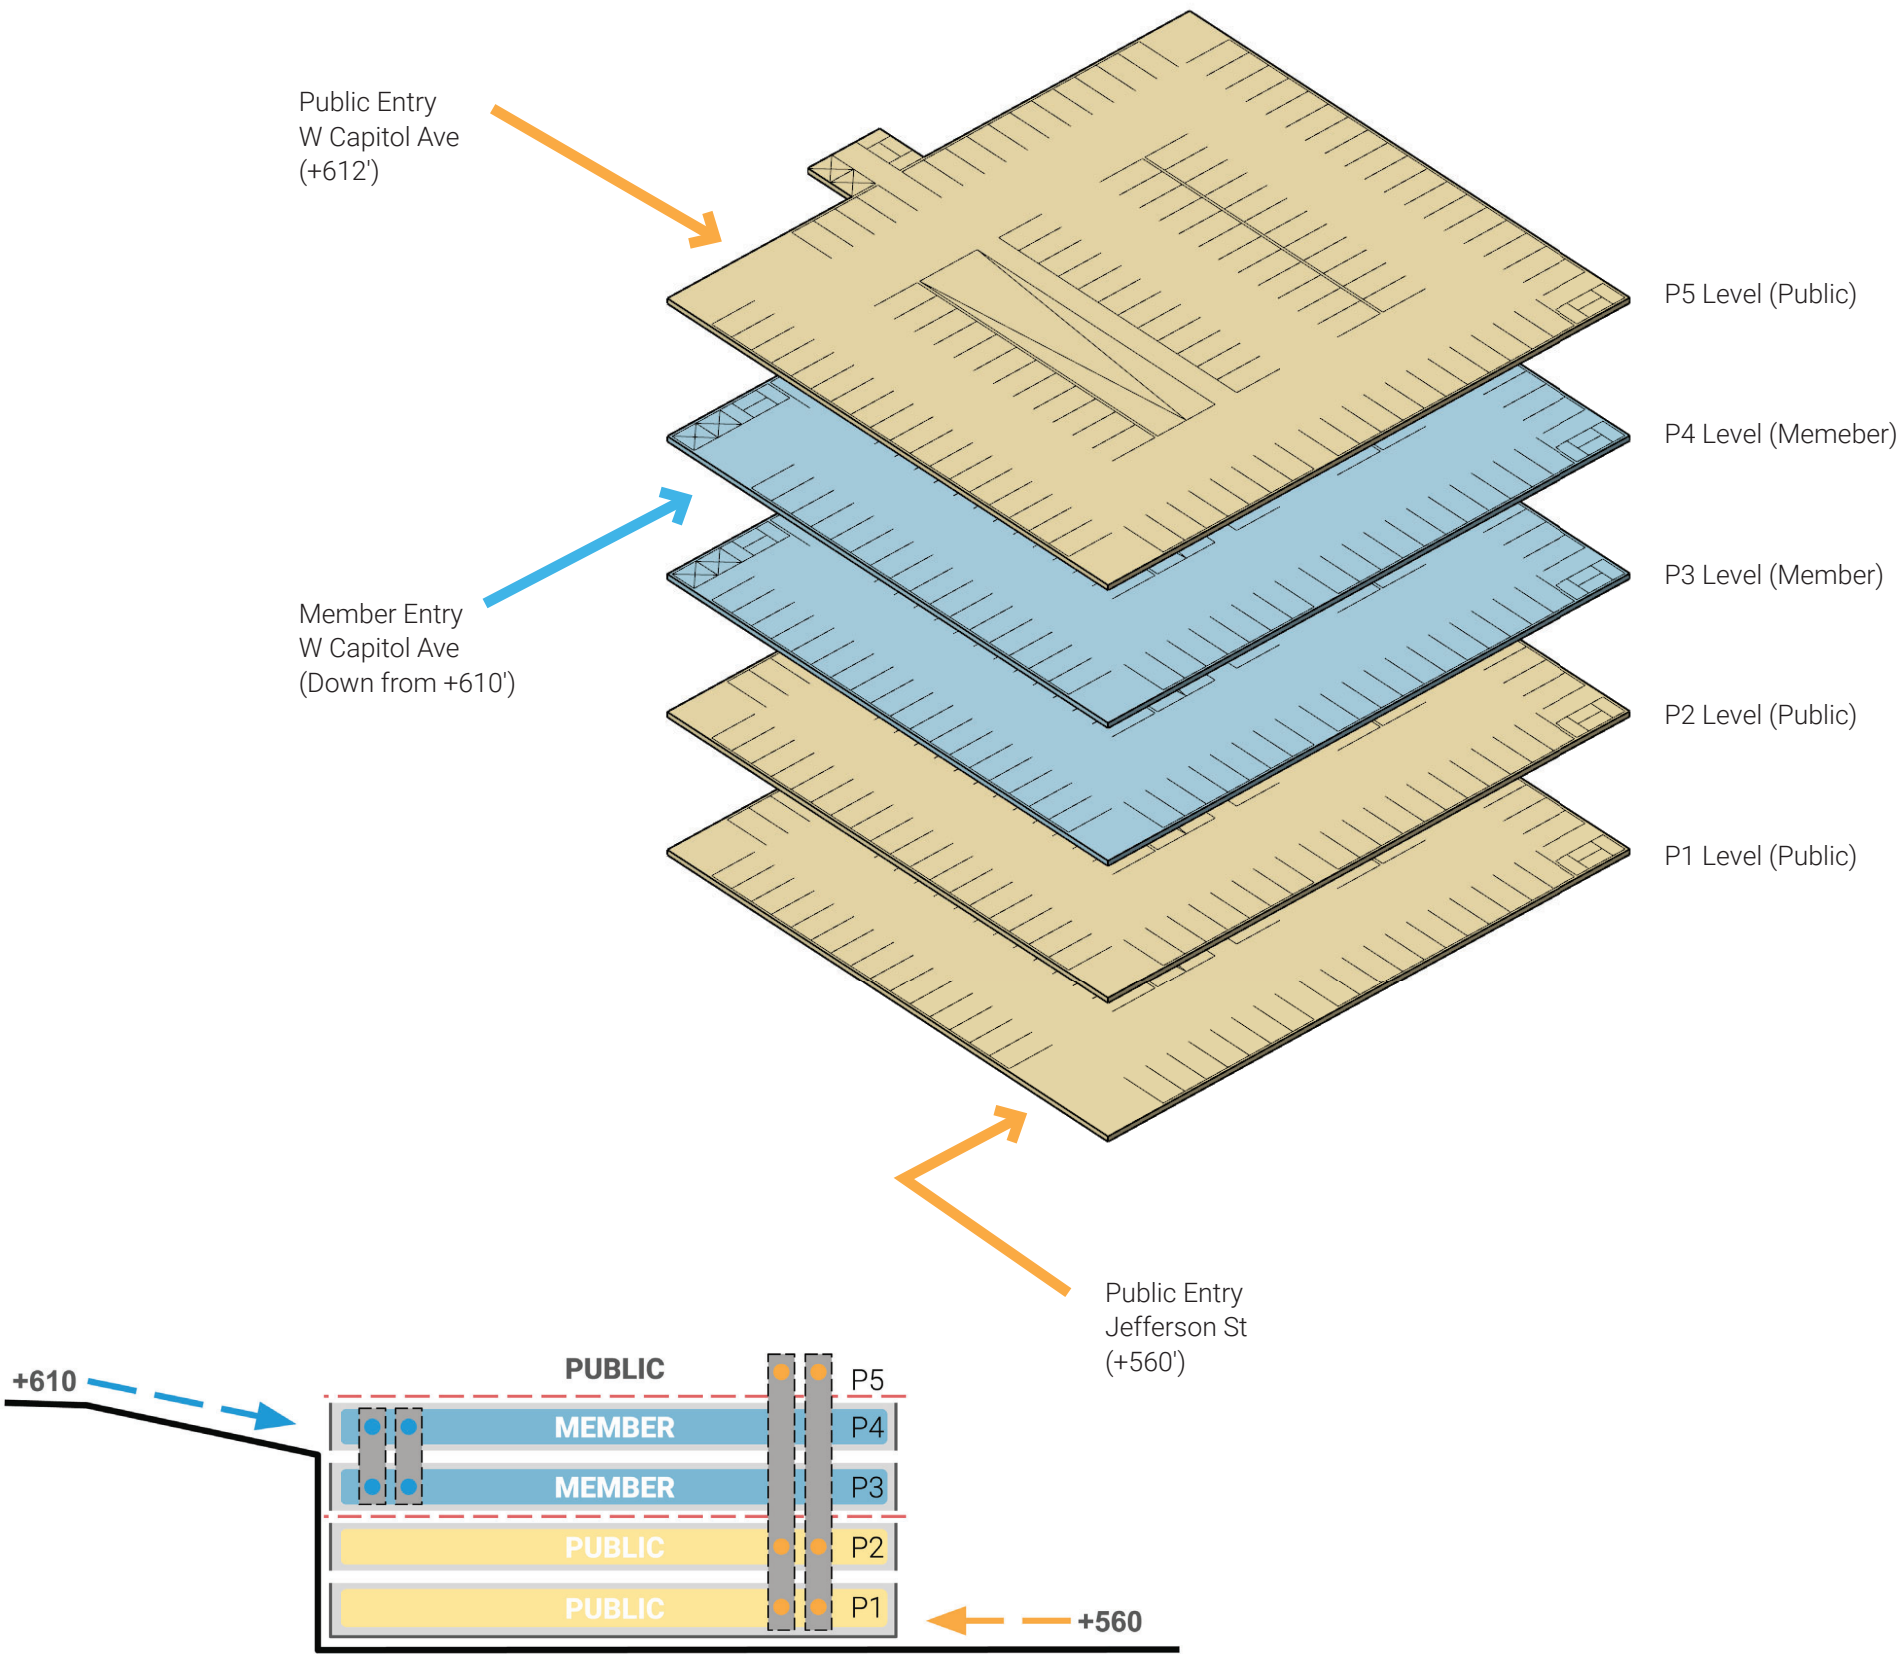 Public Entry
W Capitol Ave
(+612')
P5 Level (Public)
P4 Level (Memeber)
P3 Level (Member)
Member Entry
W Capitol Ave
(Down from +610')
P2 Level (Public)
P1 Level (Public)
Public Entry
Jefferson St
(+560')
+610
PUBLIC
P5
MEMBER
P4
MEMBER
P3
PUBLIC
P2
PUBLIC
P1
+560